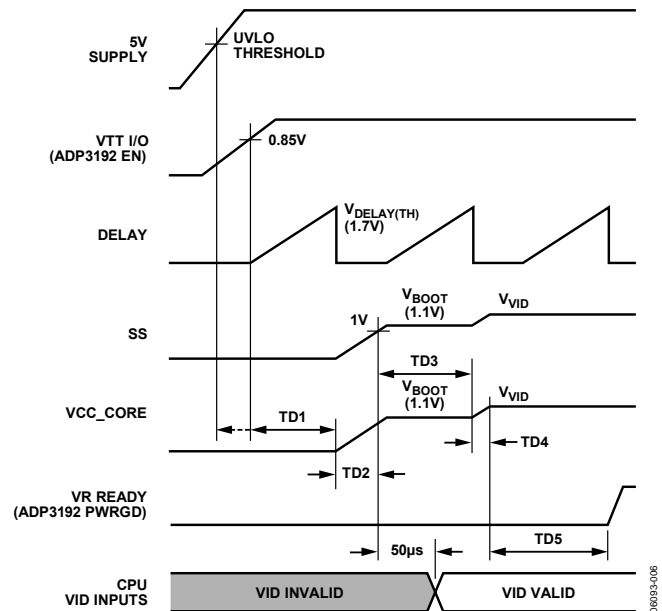 5V
SUPPLY
UVLO
THRESHOLD
VTT I/O
(ADP3192 EN)
0.85V
DELAY
VDELAY(TH)
(1.7V)
SS
1V
VBOOT
(1.1V)
VVID
TD3
VCC_CORE
VBOOT
(1.1V)
VVID
TD1
TD4
TD2
VR READY
(ADP3192 PWRGD)
50µs
TD5
CPU
VID INPUTS
VID INVALID
VID VALID
06093-006